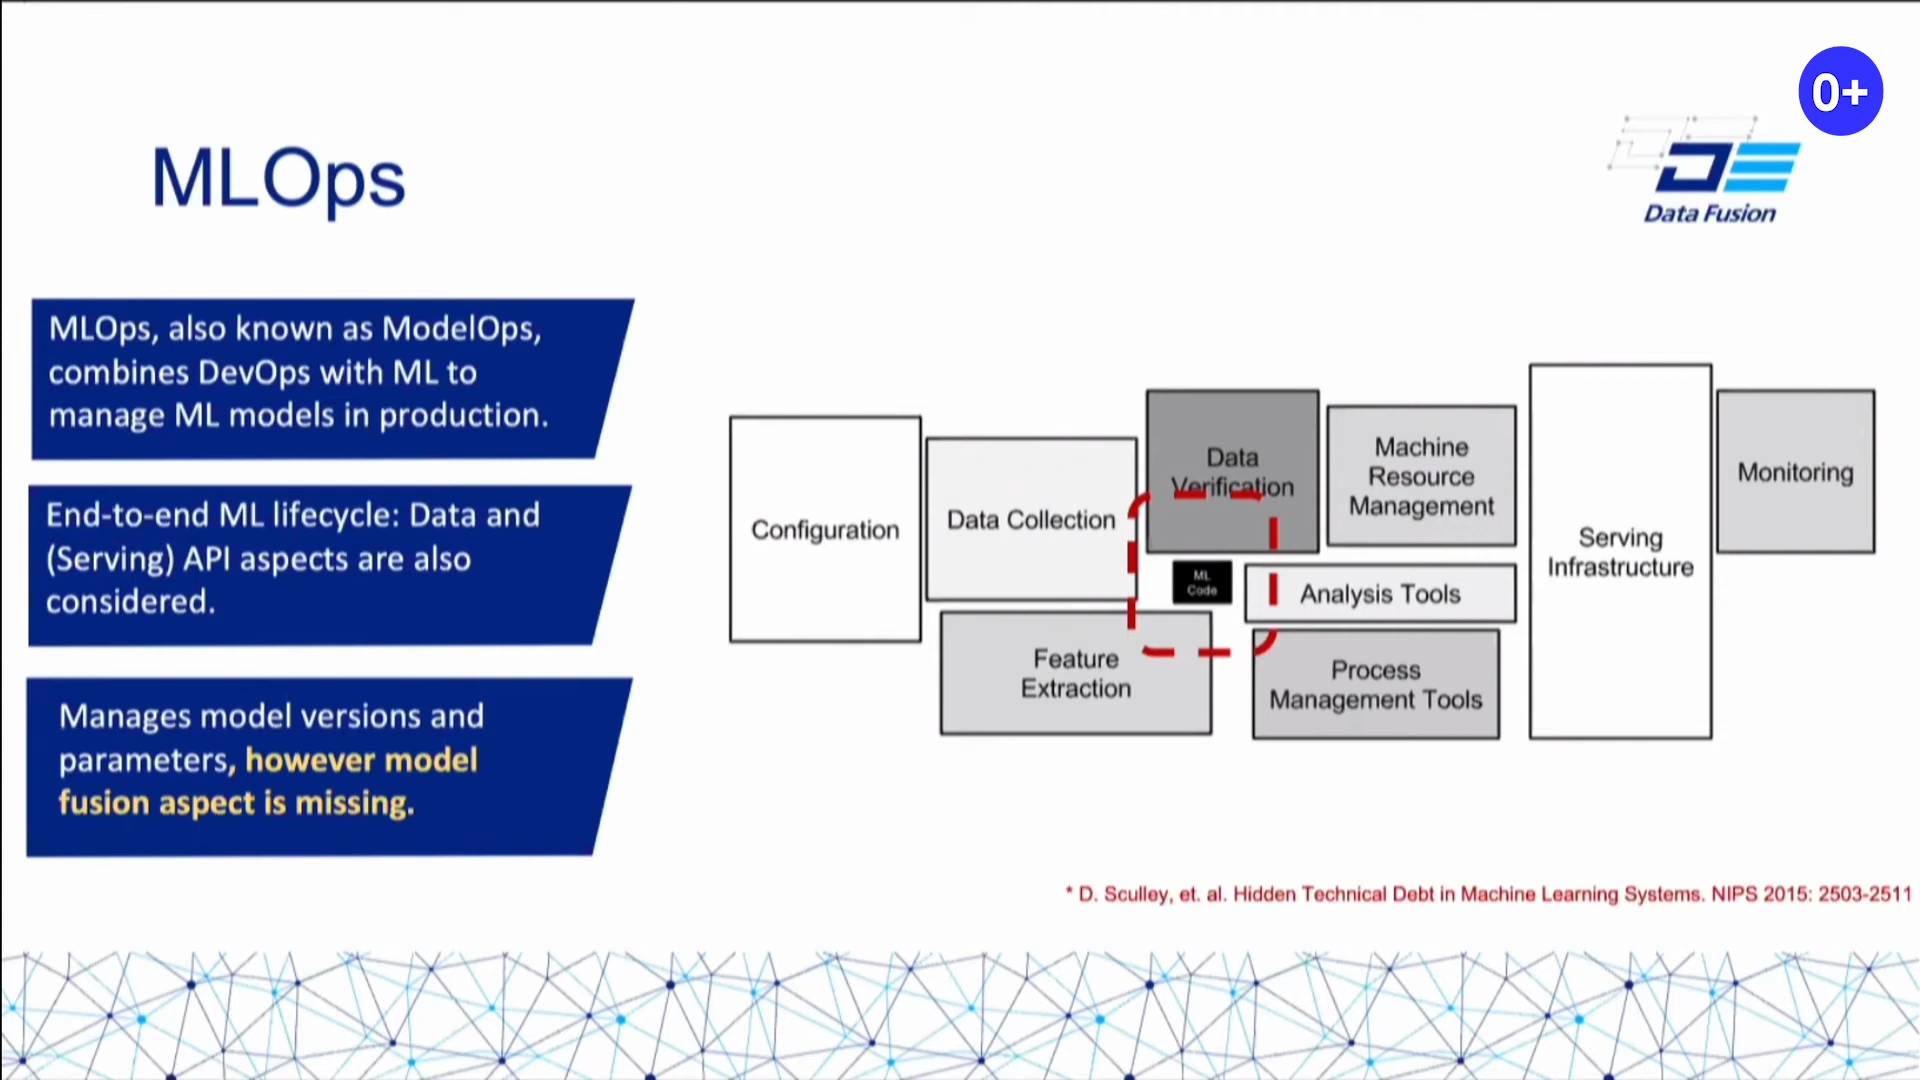 0+
Data Fusion
MLOps
MLOps, also known as ModelOps,
combines DevOps with ML to
manage ML models in production.
End-to-end ML lifecycle: Data and
(Serving) API aspects are also
considered.
Manages model versions and
parameters, however model
fusion aspect is missing.
Configuration
Data Collection
Data
Verification
Machine
Resource
Management
ML
Code
Analysis Tools
Feature
Extraction
Process
Management Tools
Serving
Infrastructure
Monitoring
* D. Sculley, et. al. Hidden Technical Debt in Machine Learning Systems. NIPS 2015: 2503-2511